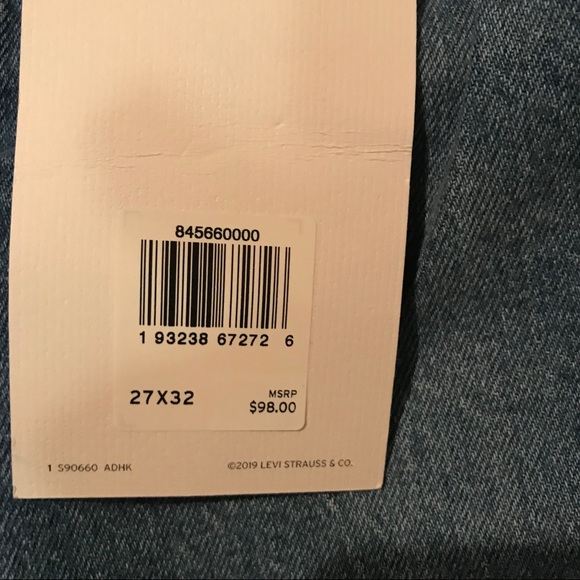 845660000
1 93238 67272 6
27X32
MSRP
$98.00
1 S90660 ADHK
©2019 LEVI STRAUSS & CO.